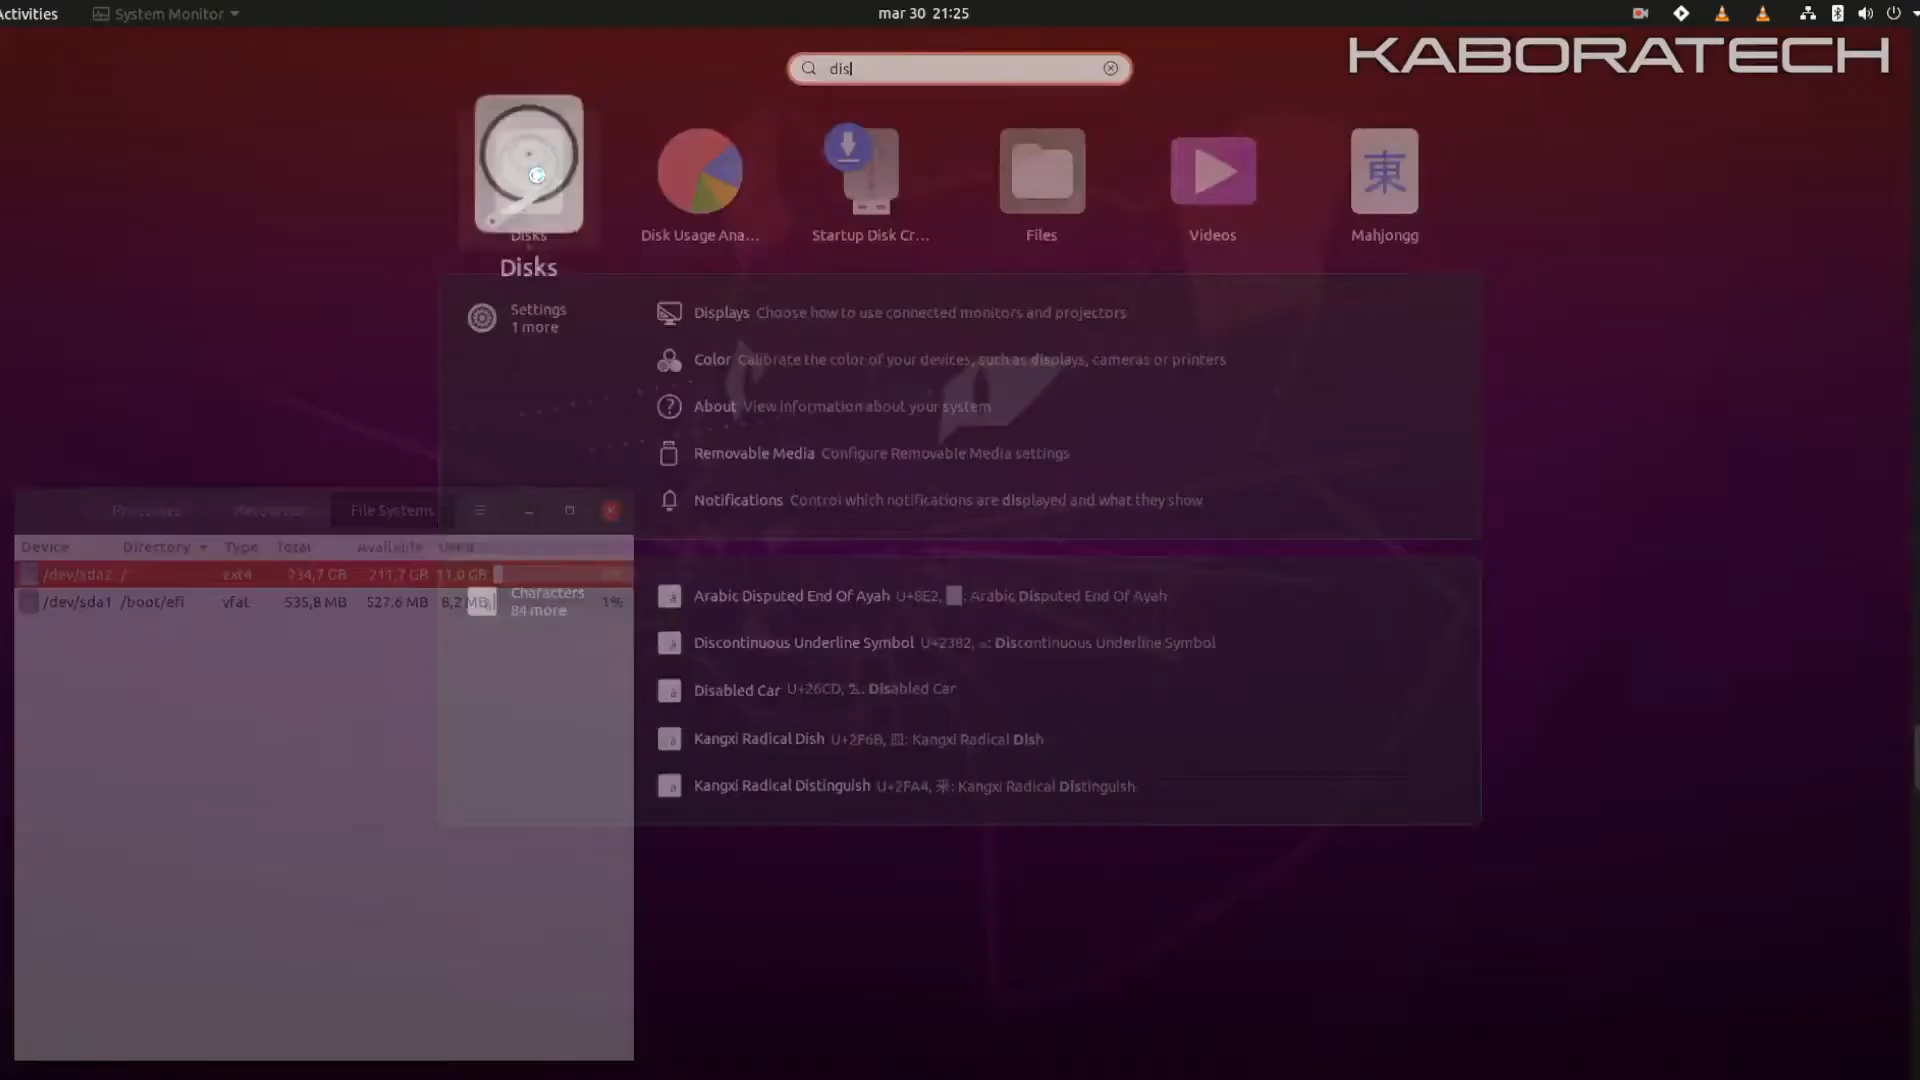 Activities System Monitor mar 30 21:25
KABORATECH
dis
Disks Disk Usage Ana... Startup Disk Cr... Files Videos Mahjongg
Disks
Settings
1 more
Displays Choose how to use connected monitors and projectors
Color Calibrate the color of your devices, such as displays, cameras or printers
About View information about your system
Removable Media Configure Removable Media settings
Notifications Control which notifications are displayed and what they show
Processes Resources File Systems
Device Directory Type Total Available Used
/dev/sda2 / ext4 234,7 GB 211,7 GB 11,0 GB
/dev/sda1 /boot/efi vfat 535,8 MB 527,6 MB 8,2 MB 1%
Characters
84 more
Arabic Disputed End Of Ayah U+8E2, : Arabic Disputed End Of Ayah
Discontinuous Underline Symbol U+2382, ⎂: Discontinuous Underline Symbol
Disabled Car U+26CD, ⛍: Disabled Car
Kangxi Radical Dish U+2F6B, ⽫: Kangxi Radical Dish
Kangxi Radical Distinguish U+2FA4, ⾤: Kangxi Radical Distinguish